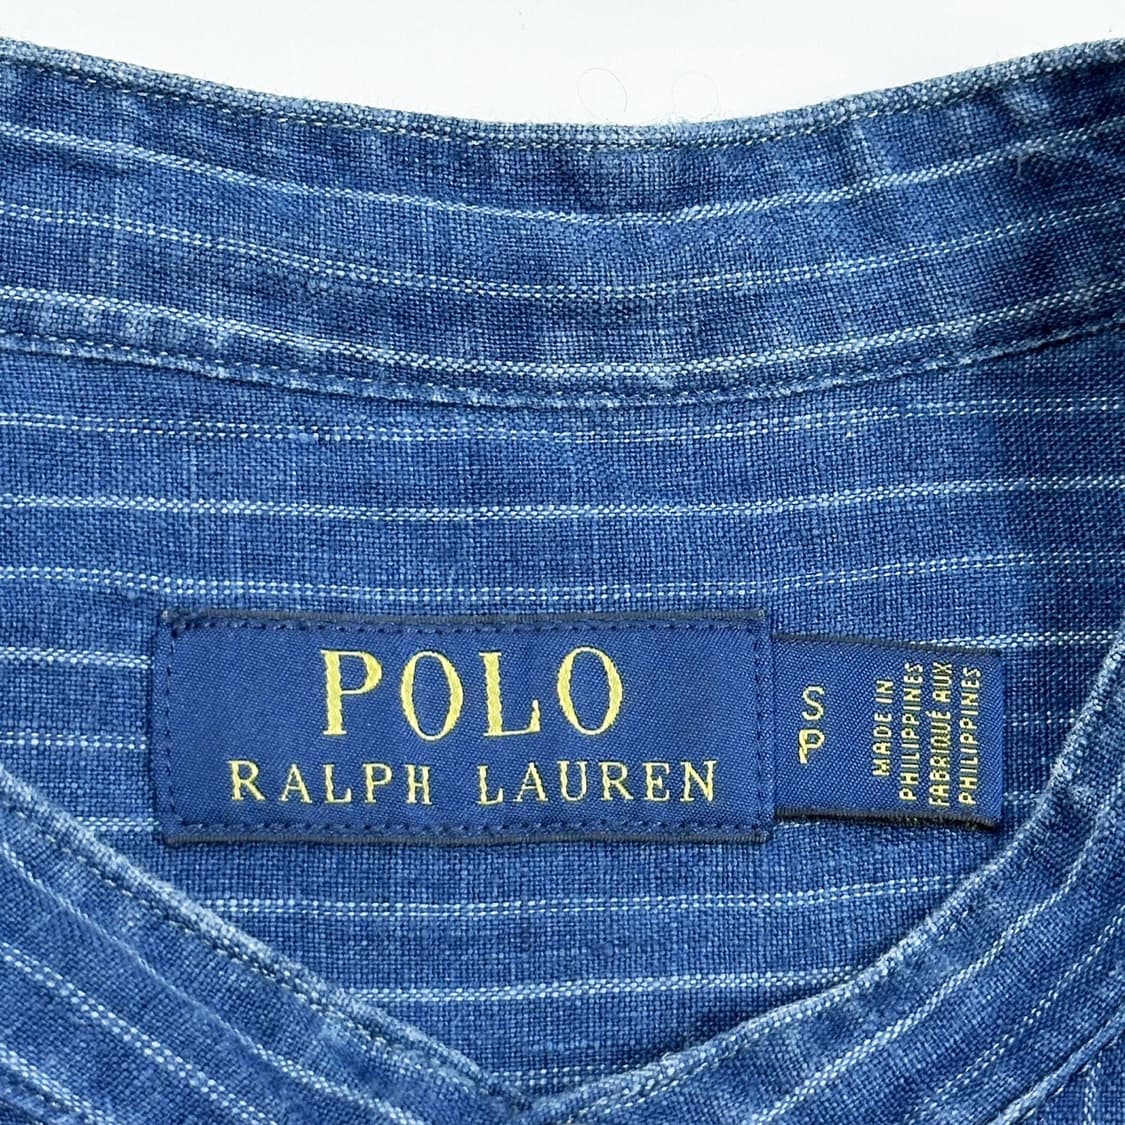 POLO
RALPH LAUREN
S
P
MADE IN
PHILIPPINES
FABRIQUÉ AUX
PHILIPPINES